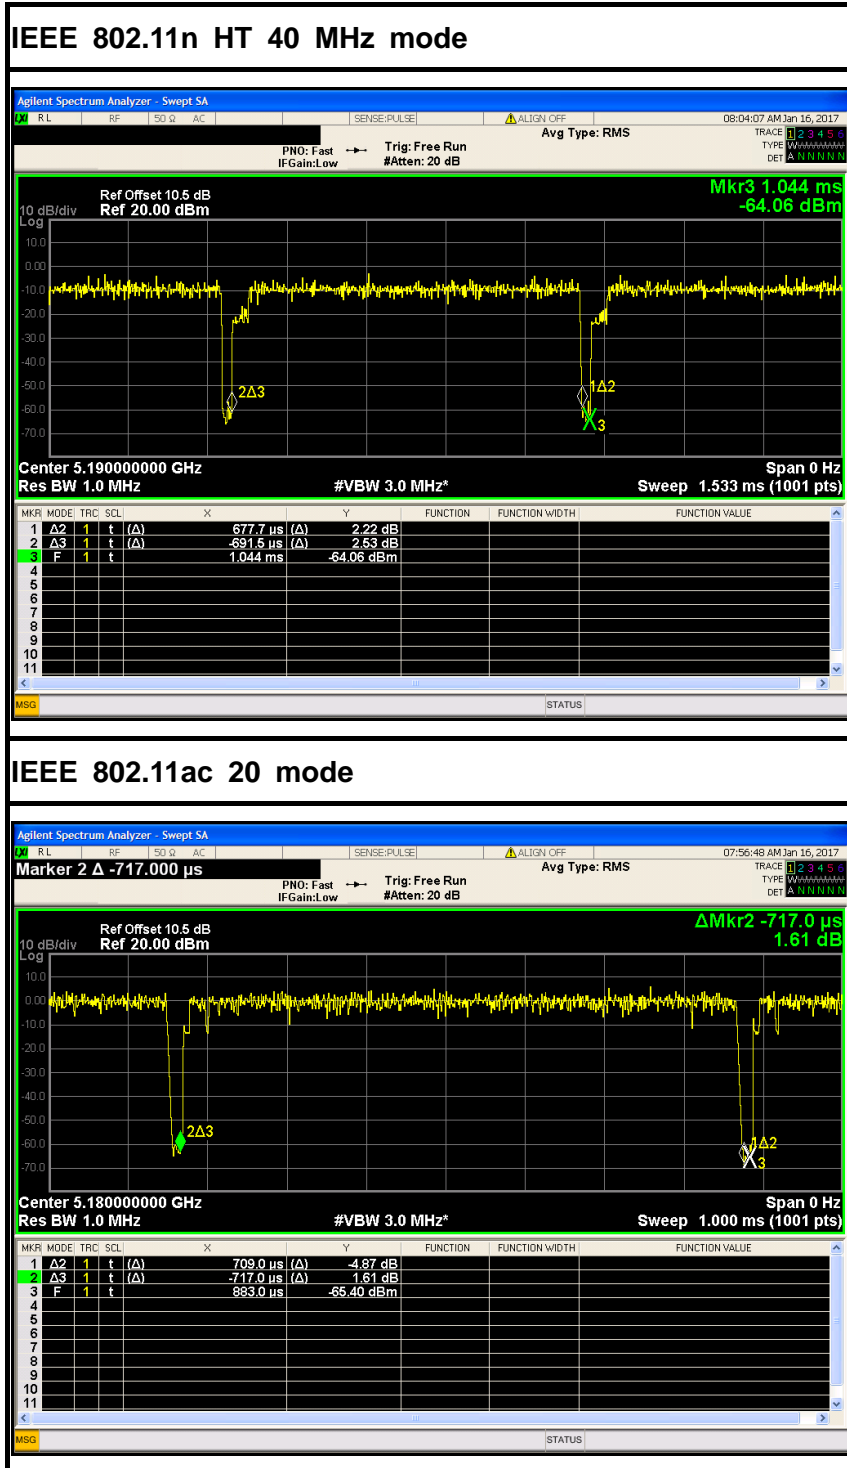 IEEE 802.11n HT 40 MHz mode
Agilent Spectrum Analyzer - Swept SA
LXI RL RF 50 Ω AC SENSE:PULSE ALIGN OFF 08:04:07 AM Jan 16, 2017
Avg Type: RMS TRACE 1 2 3 4 5 6
PNO: Fast Trig: Free Run TYPE W
IFGain:Low #Atten: 20 dB DET A N N N N N
Mkr3 1.044 ms
Ref Offset 10.5 dB
10 dB/div Ref 20.00 dBm -64.06 dBm
Log
10.0
0.00
-10.0
-20.0
-30.0
-40.0
-50.0
2Δ3 1Δ2
-60.0
3
-70.0
Center 5.190000000 GHz Span 0 Hz
Res BW 1.0 MHz #VBW 3.0 MHz* Sweep 1.533 ms (1001 pts)
MKR MODE TRC SCL X Y FUNCTION FUNCTION WIDTH FUNCTION VALUE
1 Δ2 1 t (Δ) 677.7 µs (Δ) 2.22 dB
2 Δ3 1 t (Δ) -691.5 µs (Δ) 2.53 dB
3 F 1 t 1.044 ms -64.06 dBm
4
5
6
7
8
9
10
11
MSG STATUS
IEEE 802.11ac 20 mode
Agilent Spectrum Analyzer - Swept SA
LXI RL RF 50 Ω AC SENSE:PULSE ALIGN OFF 07:56:48 AM Jan 16, 2017
Marker 2 Δ -717.000 µs Avg Type: RMS TRACE 1 2 3 4 5 6
PNO: Fast Trig: Free Run TYPE W
IFGain:Low #Atten: 20 dB DET A N N N N N
ΔMkr2 -717.0 µs
Ref Offset 10.5 dB
10 dB/div Ref 20.00 dBm 1.61 dB
Log
10.0
0.00
-10.0
-20.0
-30.0
-40.0
-50.0
2Δ3
-60.0 1Δ2
3
-70.0
Center 5.180000000 GHz Span 0 Hz
Res BW 1.0 MHz #VBW 3.0 MHz* Sweep 1.000 ms (1001 pts)
MKR MODE TRC SCL X Y FUNCTION FUNCTION WIDTH FUNCTION VALUE
1 Δ2 1 t (Δ) 709.0 µs (Δ) -4.87 dB
2 Δ3 1 t (Δ) -717.0 µs (Δ) 1.61 dB
3 F 1 t 883.0 µs -65.40 dBm
4
5
6
7
8
9
10
11
MSG STATUS